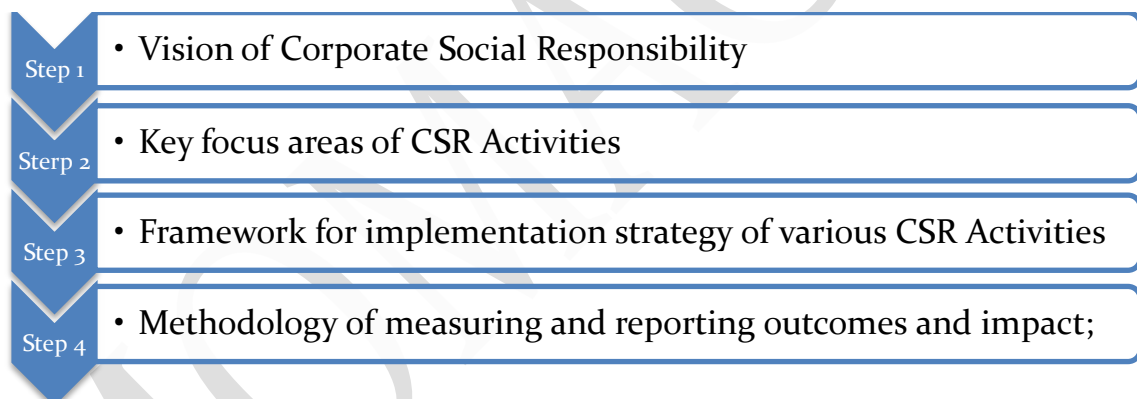 Step 1
• Vision of Corporate Social Responsibility
Sterp 2
• Key focus areas of CSR Activities
Step 3
• Framework for implementation strategy of various CSR Activities
Step 4
• Methodology of measuring and reporting outcomes and impact;